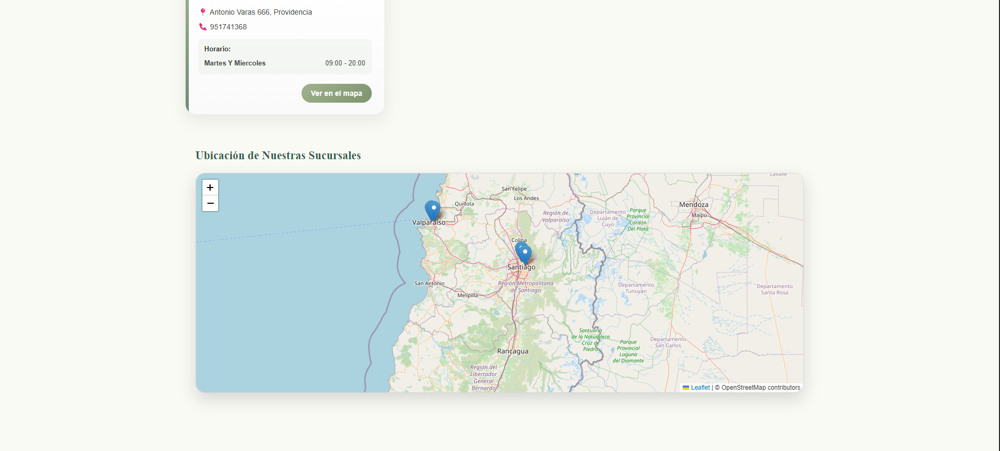 Antonio Varas 666, Providencia
951741368
Horario:
Martes Y Miercoles 09:00 - 20:00
Ver en el mapa
Ubicación de Nuestras Sucursales
+
−
Lavalle
San Felipe
Los Andes
Quillota
Mendoza
Maipú
Región de
Valparaíso
Departamento
Luján de
Cuyo
Parque
Provincial
Cordón
Del Plata
Valparaíso
Colina
Santiago
San Antonio
Región Metropolitana
de Santiago
Melipilla
Departamento
Tunuyán
Departamento
Santa Rosa
Santuario
de la Naturaleza
Cruz de
Piedra
Parque
Provincial
Laguna
del Diamante
Departamento
San Carlos
Rancagua
Región del
Libertador
General
Bernardo
Leaflet | © OpenStreetMap contributors